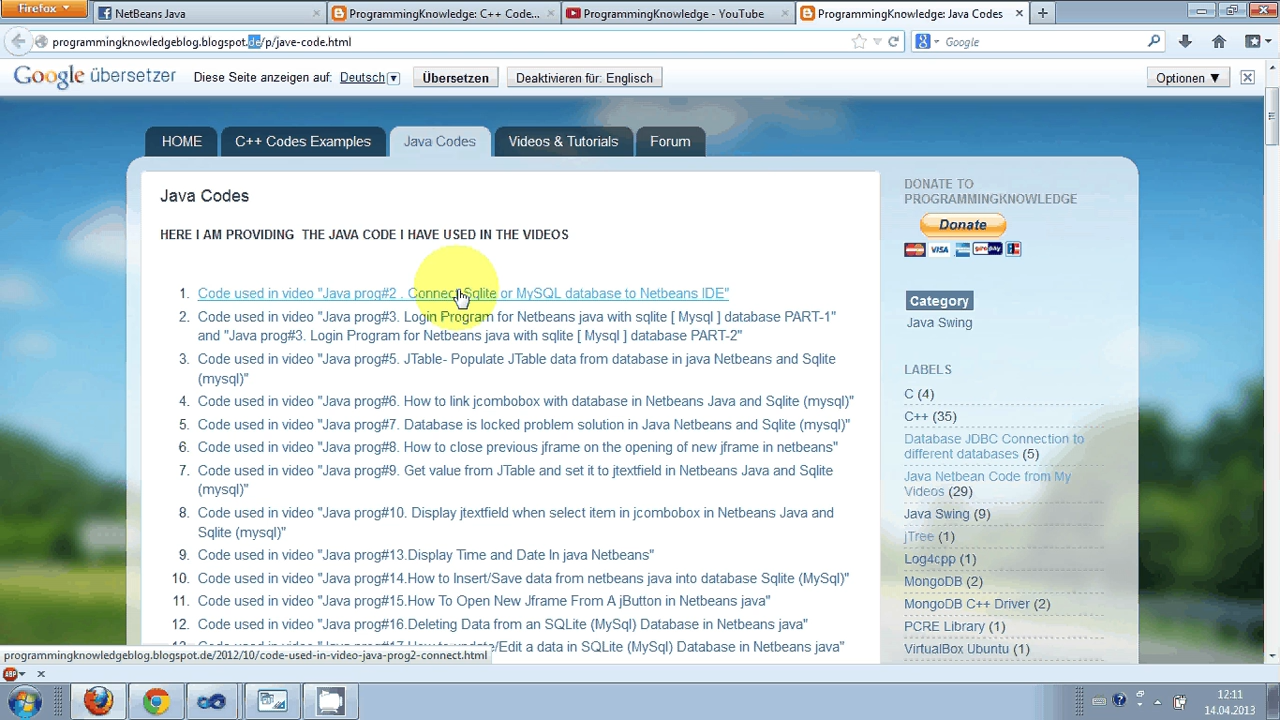 Firefox
NetBeans Java
ProgrammingKnowledge: C++ Code...
ProgrammingKnowledge - YouTube
ProgrammingKnowledge: Java Codes
programmingknowledgeblog.blogspot.de/p/jave-code.html
Google
Google übersetzer
Diese Seite anzeigen auf:
Deutsch
Übersetzen
Deaktivieren für: Englisch
Optionen ▼
HOME
C++ Codes Examples
Java Codes
Videos & Tutorials
Forum
Java Codes
HERE I AM PROVIDING THE JAVA CODE I HAVE USED IN THE VIDEOS
1. Code used in video "Java prog#2 . Connect Sqlite or MySQL database to Netbeans IDE"
2. Code used in video "Java prog#3. Login Program for Netbeans java with sqlite [ Mysql ] database PART-1"
and "Java prog#3. Login Program for Netbeans java with sqlite [ Mysql ] database PART-2"
3. Code used in video "Java prog#5. JTable- Populate JTable data from database in java Netbeans and Sqlite
(mysql)"
4. Code used in video "Java prog#6. How to link jcombobox with database in Netbeans Java and Sqlite (mysql)"
5. Code used in video "Java prog#7. Database is locked problem solution in Java Netbeans and Sqlite (mysql)"
6. Code used in video "Java prog#8. How to close previous jframe on the opening of new jframe in netbeans"
7. Code used in video "Java prog#9. Get value from JTable and set it to jtextfield in Netbeans Java and Sqlite
(mysql)"
8. Code used in video "Java prog#10. Display jtextfield when select item in jcombobox in Netbeans Java and
Sqlite (mysql)"
9. Code used in video "Java prog#13.Display Time and Date In java Netbeans"
10. Code used in video "Java prog#14.How to Insert/Save data from netbeans java into database Sqlite (MySql)"
11. Code used in video "Java prog#15.How To Open New Jframe From A jButton in Netbeans java"
12. Code used in video "Java prog#16.Deleting Data from an SQLite (MySql) Database in Netbeans java"
13. Code used in video "Java prog#17.How to update/Edit a data in SQLite (MySql) Database in Netbeans java"
DONATE TO
PROGRAMMINGKNOWLEDGE
Donate
VISA
giropay
Category
Java Swing
LABELS
C (4)
C++ (35)
Database JDBC Connection to
different databases (5)
Java Netbean Code from My
Videos (29)
Java Swing (9)
jTree (1)
Log4cpp (1)
MongoDB (2)
MongoDB C++ Driver (2)
PCRE Library (1)
VirtualBox Ubuntu (1)
programmingknowledgeblog.blogspot.de/2012/10/code-used-in-video-java-prog2-connect.html
ABP
12:11
14.04.2013